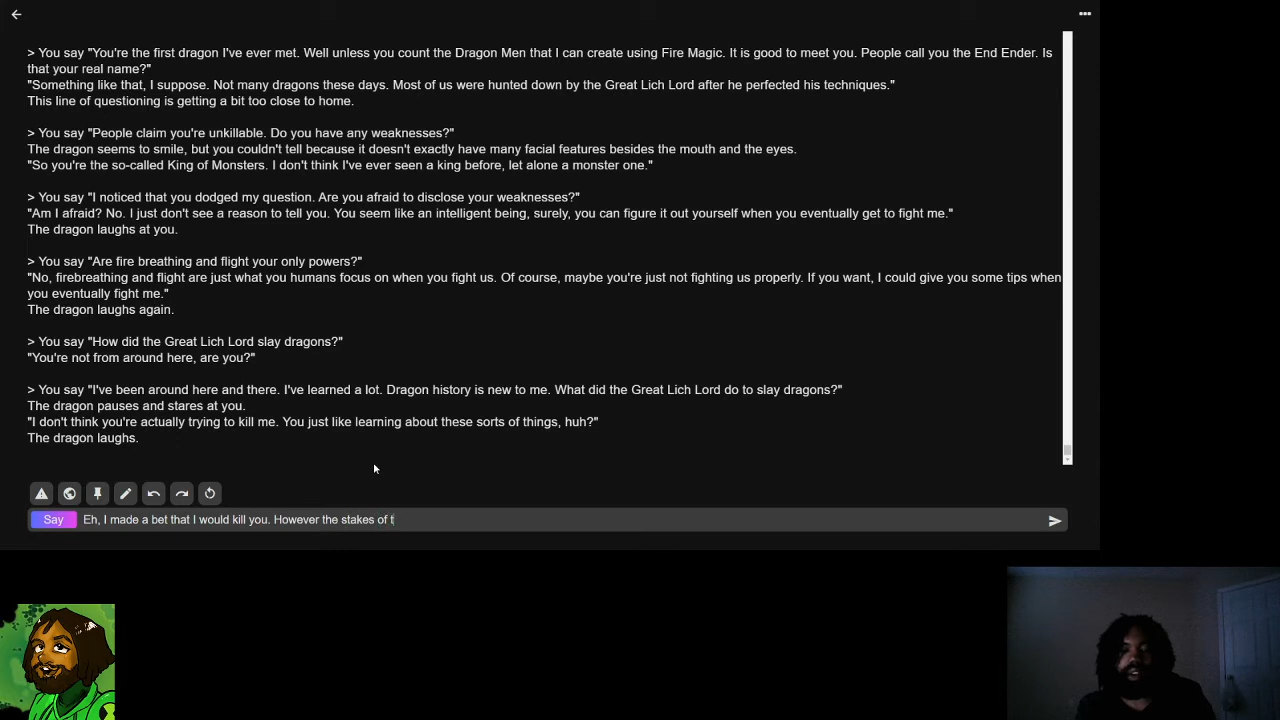 > You say "You're the first dragon I've ever met. Well unless you count the Dragon Men that I can create using Fire Magic. It is good to meet you. People call you the End Ender. Is
that your real name?"
"Something like that, I suppose. Not many dragons these days. Most of us were hunted down by the Great Lich Lord after he perfected his techniques."
This line of questioning is getting a bit too close to home.
> You say "People claim you're unkillable. Do you have any weaknesses?"
The dragon seems to smile, but you couldn't tell because it doesn't exactly have many facial features besides the mouth and the eyes.
"So you're the so-called King of Monsters. I don't think I've ever seen a king before, let alone a monster one."
> You say "I noticed that you dodged my question. Are you afraid to disclose your weaknesses?"
"Am I afraid? No. I just don't see a reason to tell you. You seem like an intelligent being, surely, you can figure it out yourself when you eventually get to fight me."
The dragon laughs at you.
> You say "Are fire breathing and flight your only powers?"
"No, firebreathing and flight are just what you humans focus on when you fight us. Of course, maybe you're just not fighting us properly. If you want, I could give you some tips when
you eventually fight me."
The dragon laughs again.
> You say "How did the Great Lich Lord slay dragons?"
"You're not from around here, are you?"
> You say "I've been around here and there. I've learned a lot. Dragon history is new to me. What did the Great Lich Lord do to slay dragons?"
The dragon pauses and stares at you.
"I don't think you're actually trying to kill me. You just like learning about these sorts of things, huh?"
The dragon laughs.
Say Eh, I made a bet that I would kill you. However the stakes of t